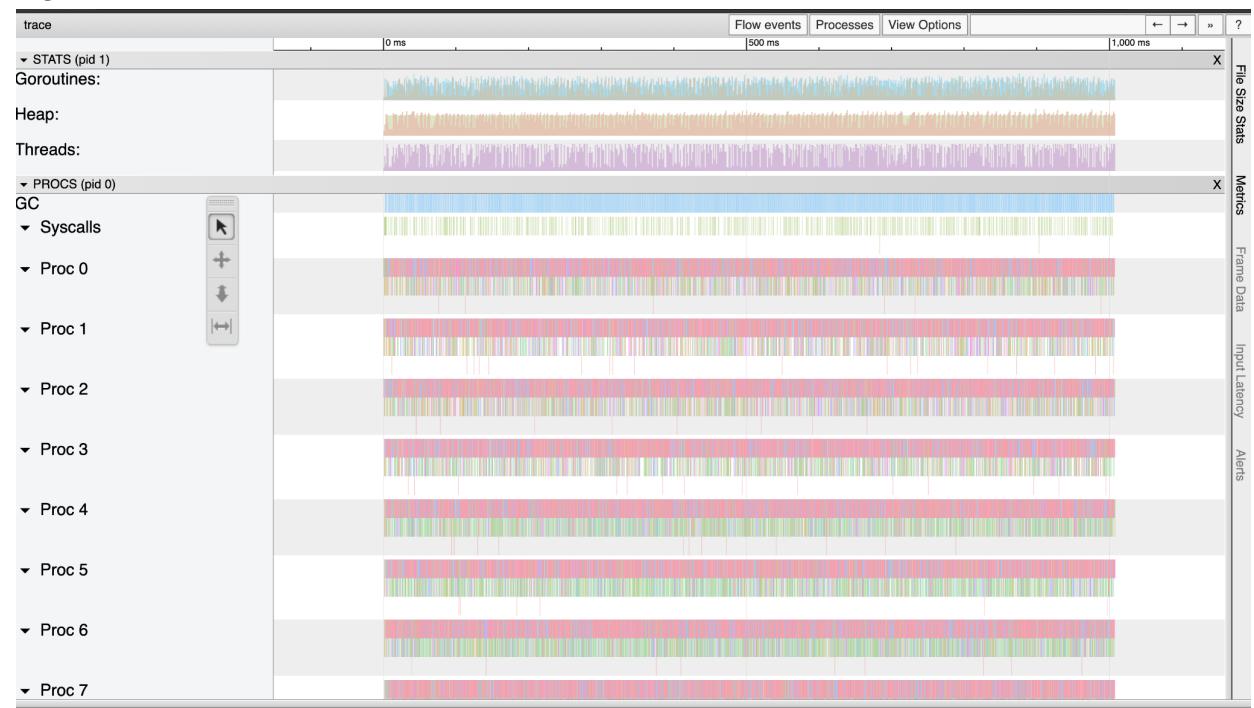 trace Flow events Processes View Options ← → » ?
0 ms 500 ms 1,000 ms
STATS (pid 1) X
Goroutines:
Heap:
Threads:
PROCS (pid 0) X
GC
Syscalls
Proc 0
Proc 1
Proc 2
Proc 3
Proc 4
Proc 5
Proc 6
Proc 7
File Size Stats
Metrics
Frame Data
Input Latency
Alerts